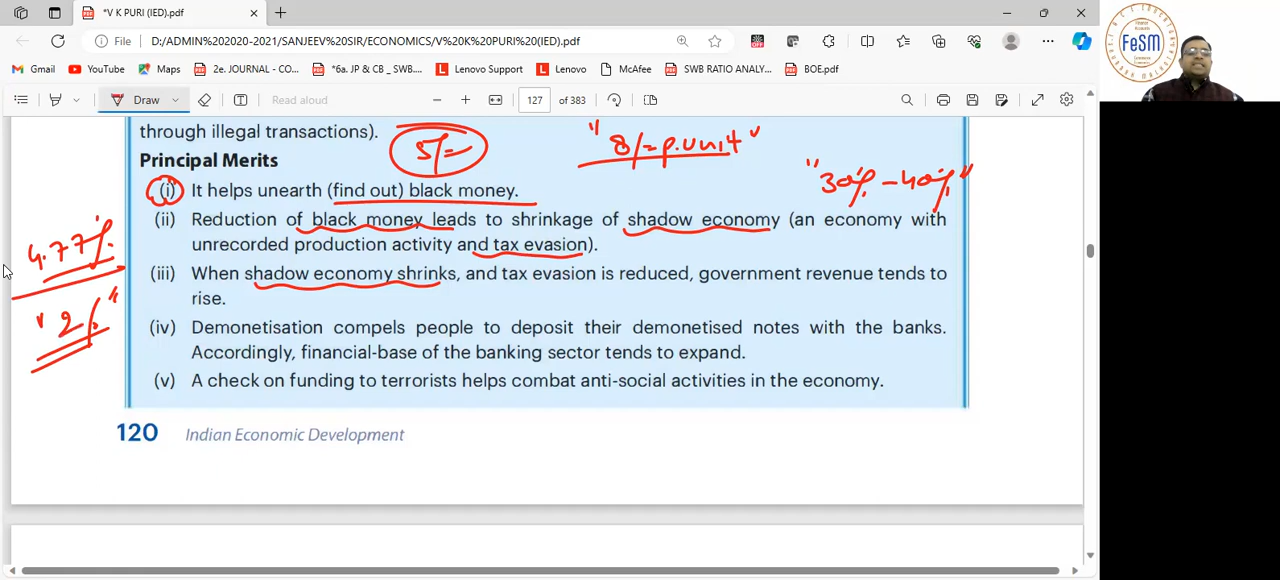 *V K PURI (IED).pdf
File D:/ADMIN%202020-2021/SANJEEV%20SIR/ECONOMICS/V%20K%20PURI(IED).pdf
Gmail YouTube Maps 2e. JOURNAL - CO... *6a. JP & CB _ SWB... Lenovo Support Lenovo McAfee SWB RATIO ANALY... BOE.pdf
Draw Read aloud 127 of 383
through illegal transactions).
5/=
"8/= p.unit"
"30% - 40%"
Principal Merits
(i) It helps unearth (find out) black money.
(ii) Reduction of black money leads to shrinkage of shadow economy (an economy with
unrecorded production activity and tax evasion).
4.77%
(iii) When shadow economy shrinks, and tax evasion is reduced, government revenue tends to
rise.
"2%"
(iv) Demonetisation compels people to deposit their demonetised notes with the banks.
Accordingly, financial-base of the banking sector tends to expand.
(v) A check on funding to terrorists helps combat anti-social activities in the economy.
120 Indian Economic Development
FeSM